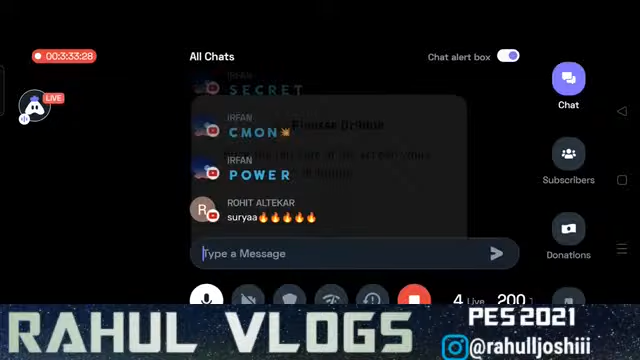 00:3:33:28
All Chats
Chat alert box
LIVE
IRFAN
SECRET
IRFAN
CMON💥
IRFAN
POWER
R
ROHIT ALTEKAR
suryaa🔥🔥🔥🔥🔥
Type a Message
Chat
Subscribers
Donations
4 Live
200
RAHUL VLOGS
PES 2021
@rahulljoshiii